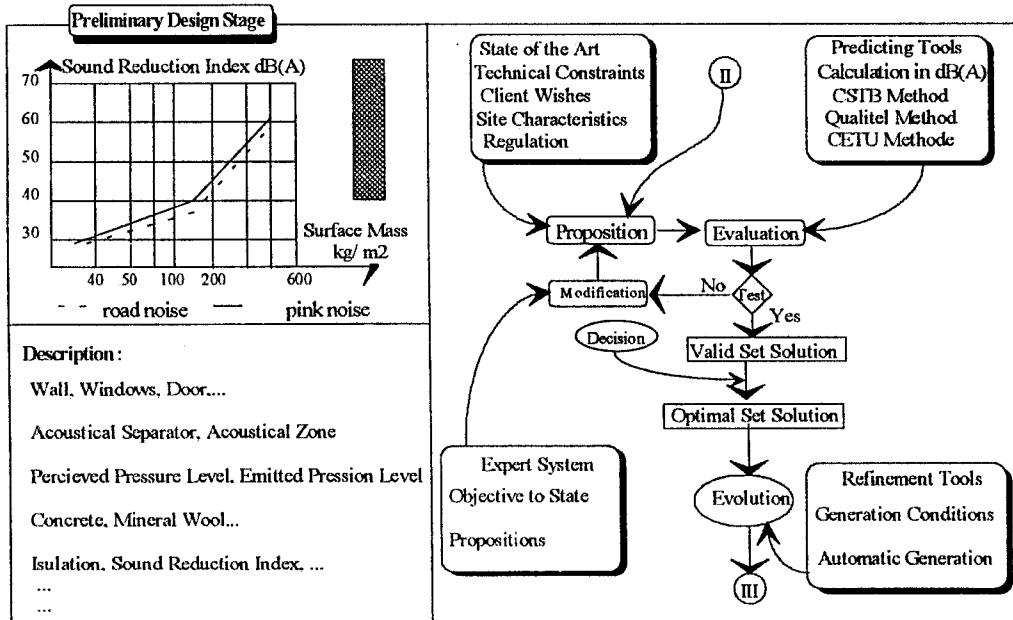 Preliminary Design Stage
Sound Reduction Index dB(A)
70
60
50
40
30
Surface Mass
kg/ m2
40 50 100 200 600
road noise pink noise
Description :
Wall, Windows, Door,...
Acoustical Separator, Acoustical Zone
Percieved Pressure Level, Emitted Pression Level
Concrete, Mineral Wool...
Isulation, Sound Reduction Index, ...
...
...
State of the Art
Technical Constraints
Client Wishes
Site Characteristics
Regulation
II
Predicting Tools
Calculation in dB(A)
CSTB Method
Qualitel Method
CETU Methode
Proposition
Evaluation
Modification
No
Test
Yes
Decision
Valid Set Solution
Optimal Set Solution
Expert System
Objective to State
Propositions
Evolution
Refinement Tools
Generation Conditions
Automatic Generation
III